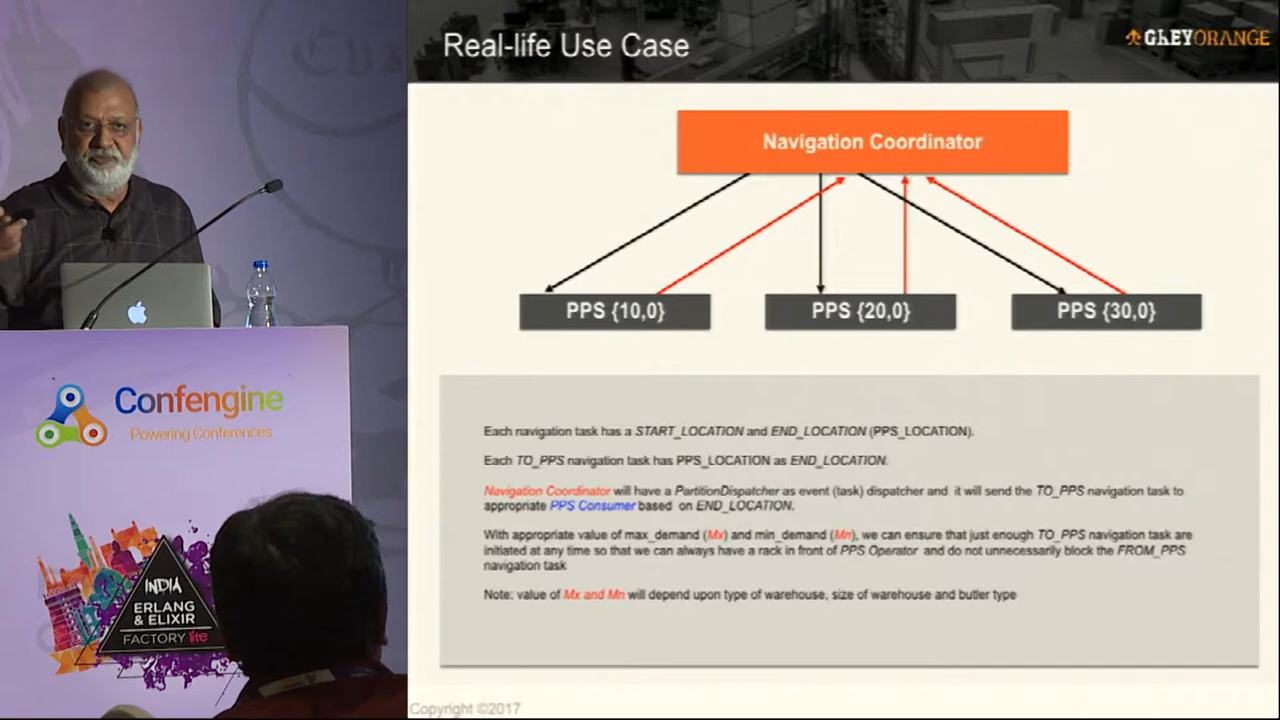 Real-life Use Case
GREYORANGE
Navigation Coordinator
PPS {10,0}
PPS {20,0}
PPS {30,0}
Each navigation task has a START_LOCATION and END_LOCATION (PPS_LOCATION).
Each TO_PPS navigation task has PPS_LOCATION as END_LOCATION.
Navigation Coordinator will have a PartitionDispatcher as event (task) dispatcher and it will send the TO_PPS navigation task to
appropriate PPS Consumer based on END_LOCATION.
With appropriate value of max_demand (Mx) and min_demand (Mn), we can ensure that just enough TO_PPS navigation task are
initiated at any time so that we can always have a rack in front of PPS Operator and do not unnecessarily block the FROM_PPS
navigation task
Note: value of Mx and Mn will depend upon type of warehouse, size of warehouse and butler type
Copyright ©2017
Confengine
Powering Conferences
INDIA
ERLANG
& ELIXIR
FACTORY lite